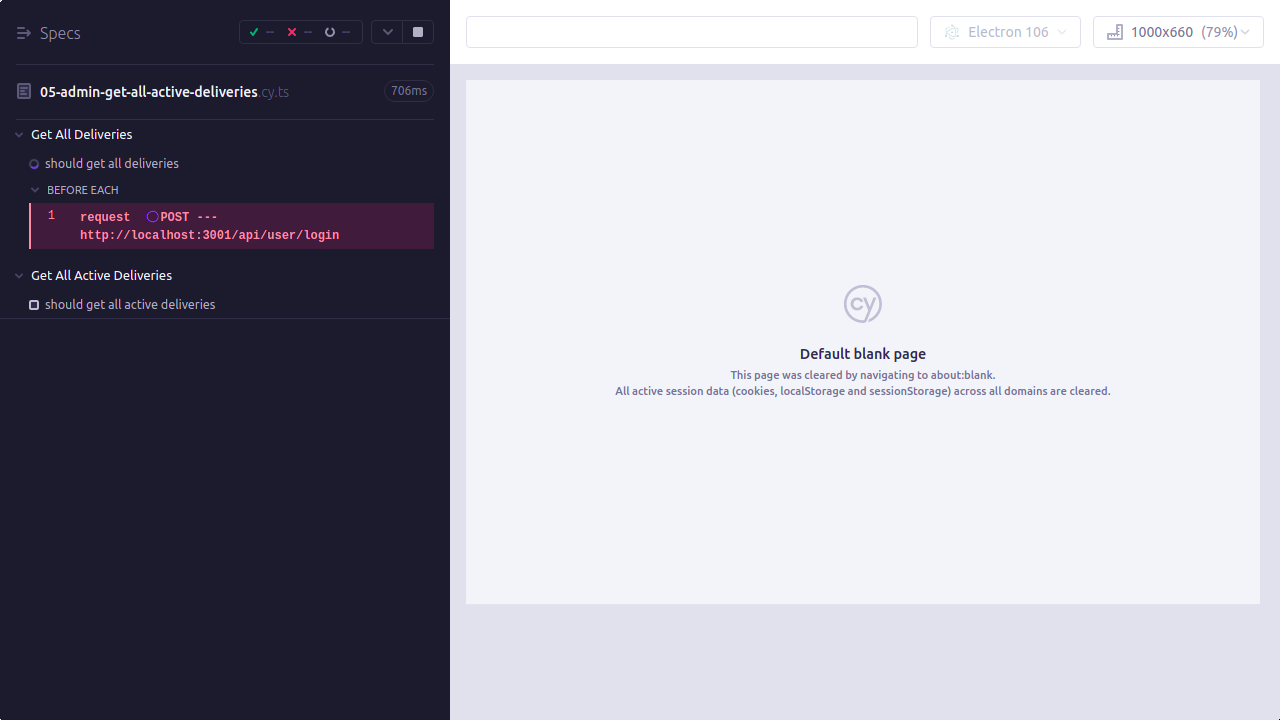 Specs
--
--
--
05-admin-get-all-active-deliveries.cy.ts
706ms
Get All Deliveries
should get all deliveries
BEFORE EACH
1 request POST ---
http://localhost:3001/api/user/login
Get All Active Deliveries
should get all active deliveries
Electron 106
1000x660 (79%)
cy
Default blank page
This page was cleared by navigating to about:blank.
All active session data (cookies, localStorage and sessionStorage) across all domains are cleared.